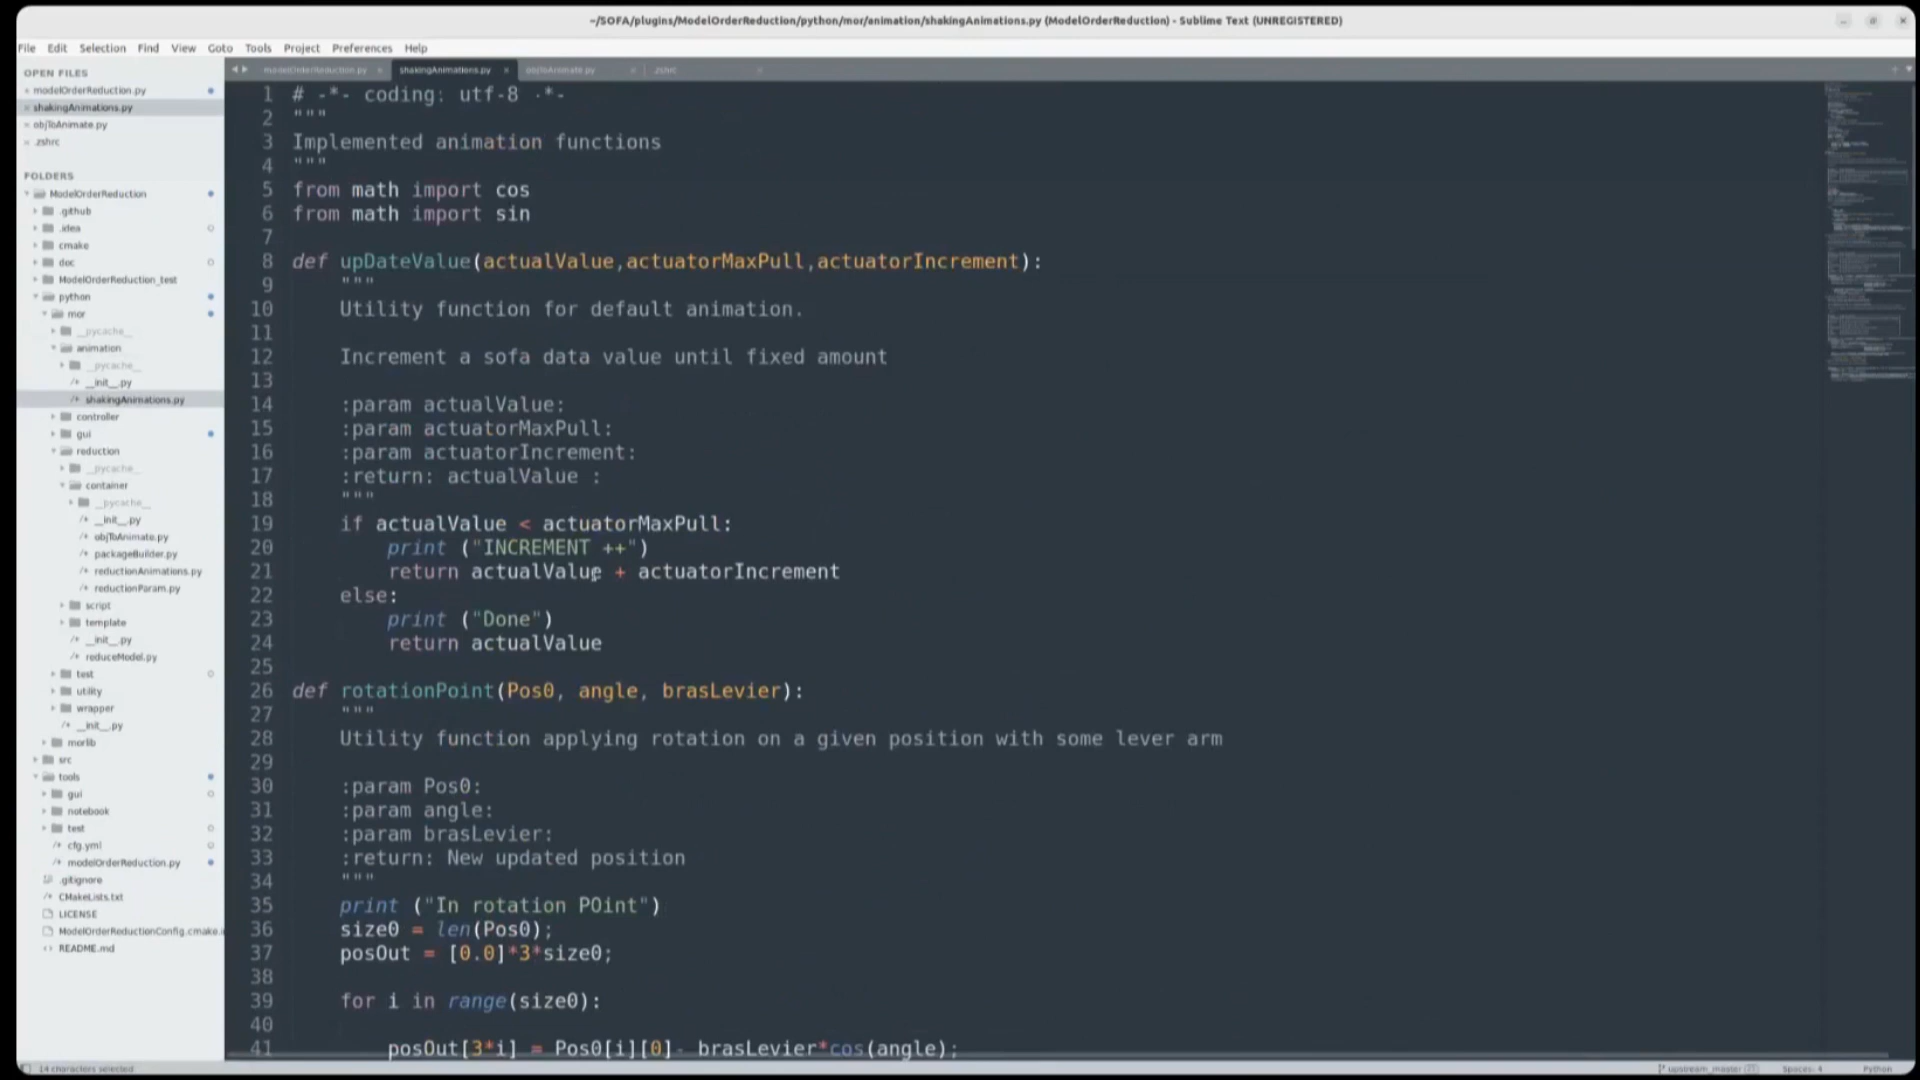 ~/SOFA/plugins/ModelOrderReduction/python/mor/animation/shakingAnimations.py (ModelOrderReduction) - Sublime Text (UNREGISTERED)
File Edit Selection Find View Goto Tools Project Preferences Help
OPEN FILES
modelOrderReduction.py
shakingAnimations.py
objToAnimate.py
.zshrc
FOLDERS
ModelOrderReduction
.github
.idea
cmake
doc
ModelOrderReduction_test
python
mor
__pycache__
animation
__pycache__
__init__.py
shakingAnimations.py
controller
gui
reduction
__pycache__
container
__pycache__
__init__.py
objToAnimate.py
packageBuilder.py
reductionAnimations.py
reductionParam.py
script
template
__init__.py
reduceModel.py
test
utility
wrapper
__init__.py
morlib
src
tools
gui
notebook
test
cfg.yml
modelOrderReduction.py
.gitignore
CMakeLists.txt
LICENSE
ModelOrderReductionConfig.cmake.i
README.md
modelOrderReduction.py shakingAnimations.py objToAnimate.py .zshrc
1 # -*- coding: utf-8 -*-
2 """
3 Implemented animation functions
4 """
5 from math import cos
6 from math import sin
7
8 def upDateValue(actualValue,actuatorMaxPull,actuatorIncrement):
9 """
10 Utility function for default animation.
11
12 Increment a sofa data value until fixed amount
13
14 :param actualValue:
15 :param actuatorMaxPull:
16 :param actuatorIncrement:
17 :return: actualValue :
18 """
19 if actualValue < actuatorMaxPull:
20 print ("INCREMENT ++")
21 return actualValue + actuatorIncrement
22 else:
23 print ("Done")
24 return actualValue
25
26 def rotationPoint(Pos0, angle, brasLevier):
27 """
28 Utility function applying rotation on a given position with some lever arm
29
30 :param Pos0:
31 :param angle:
32 :param brasLevier:
33 :return: New updated position
34 """
35 print ("In rotation POint")
36 size0 = len(Pos0);
37 posOut = [0.0]*3*size0;
38
39 for i in range(size0):
40
41 posOut[3*i] = Pos0[i][0]- brasLevier*cos(angle);
14 characters selected
upstream_master
Spaces: 4
Python